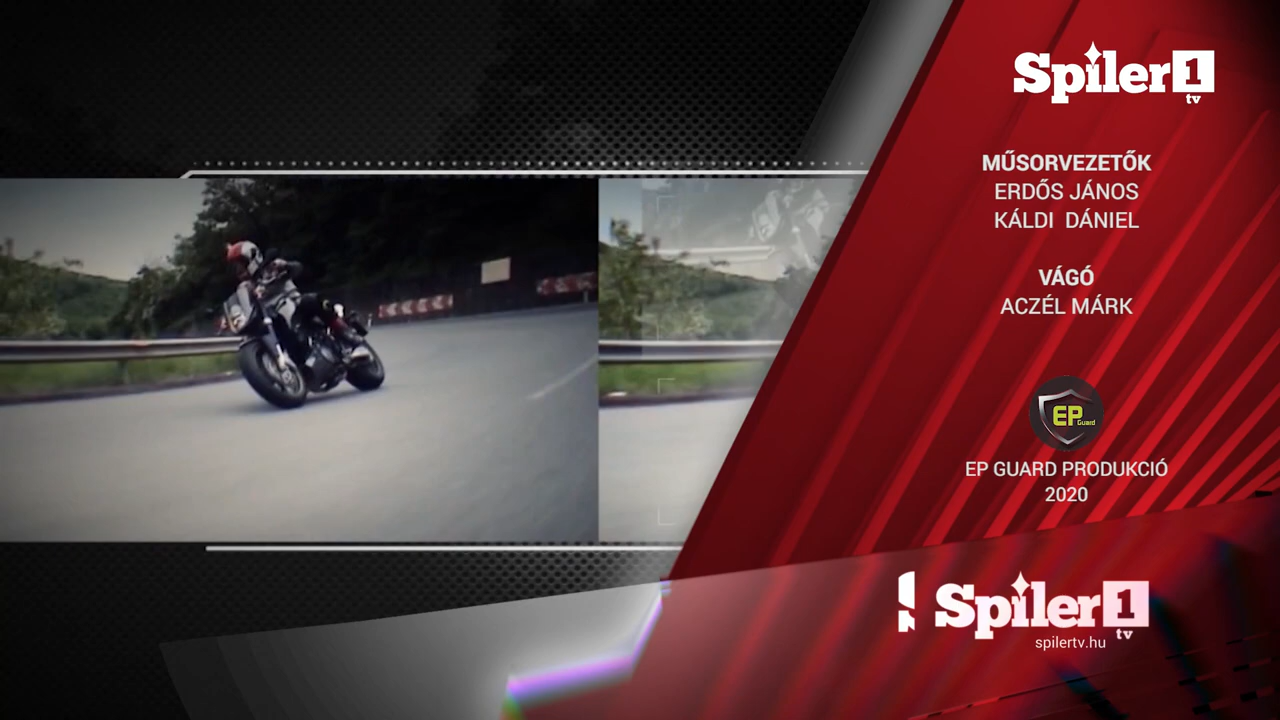 Spiler1
tv
MŰSORVEZETŐK
ERDŐS JÁNOS
KÁLDI DÁNIEL
VÁGÓ
ACZÉL MÁRK
EP
Guard
EP GUARD PRODUKCIÓ
2020
Spiler1
tv
spilertv.hu